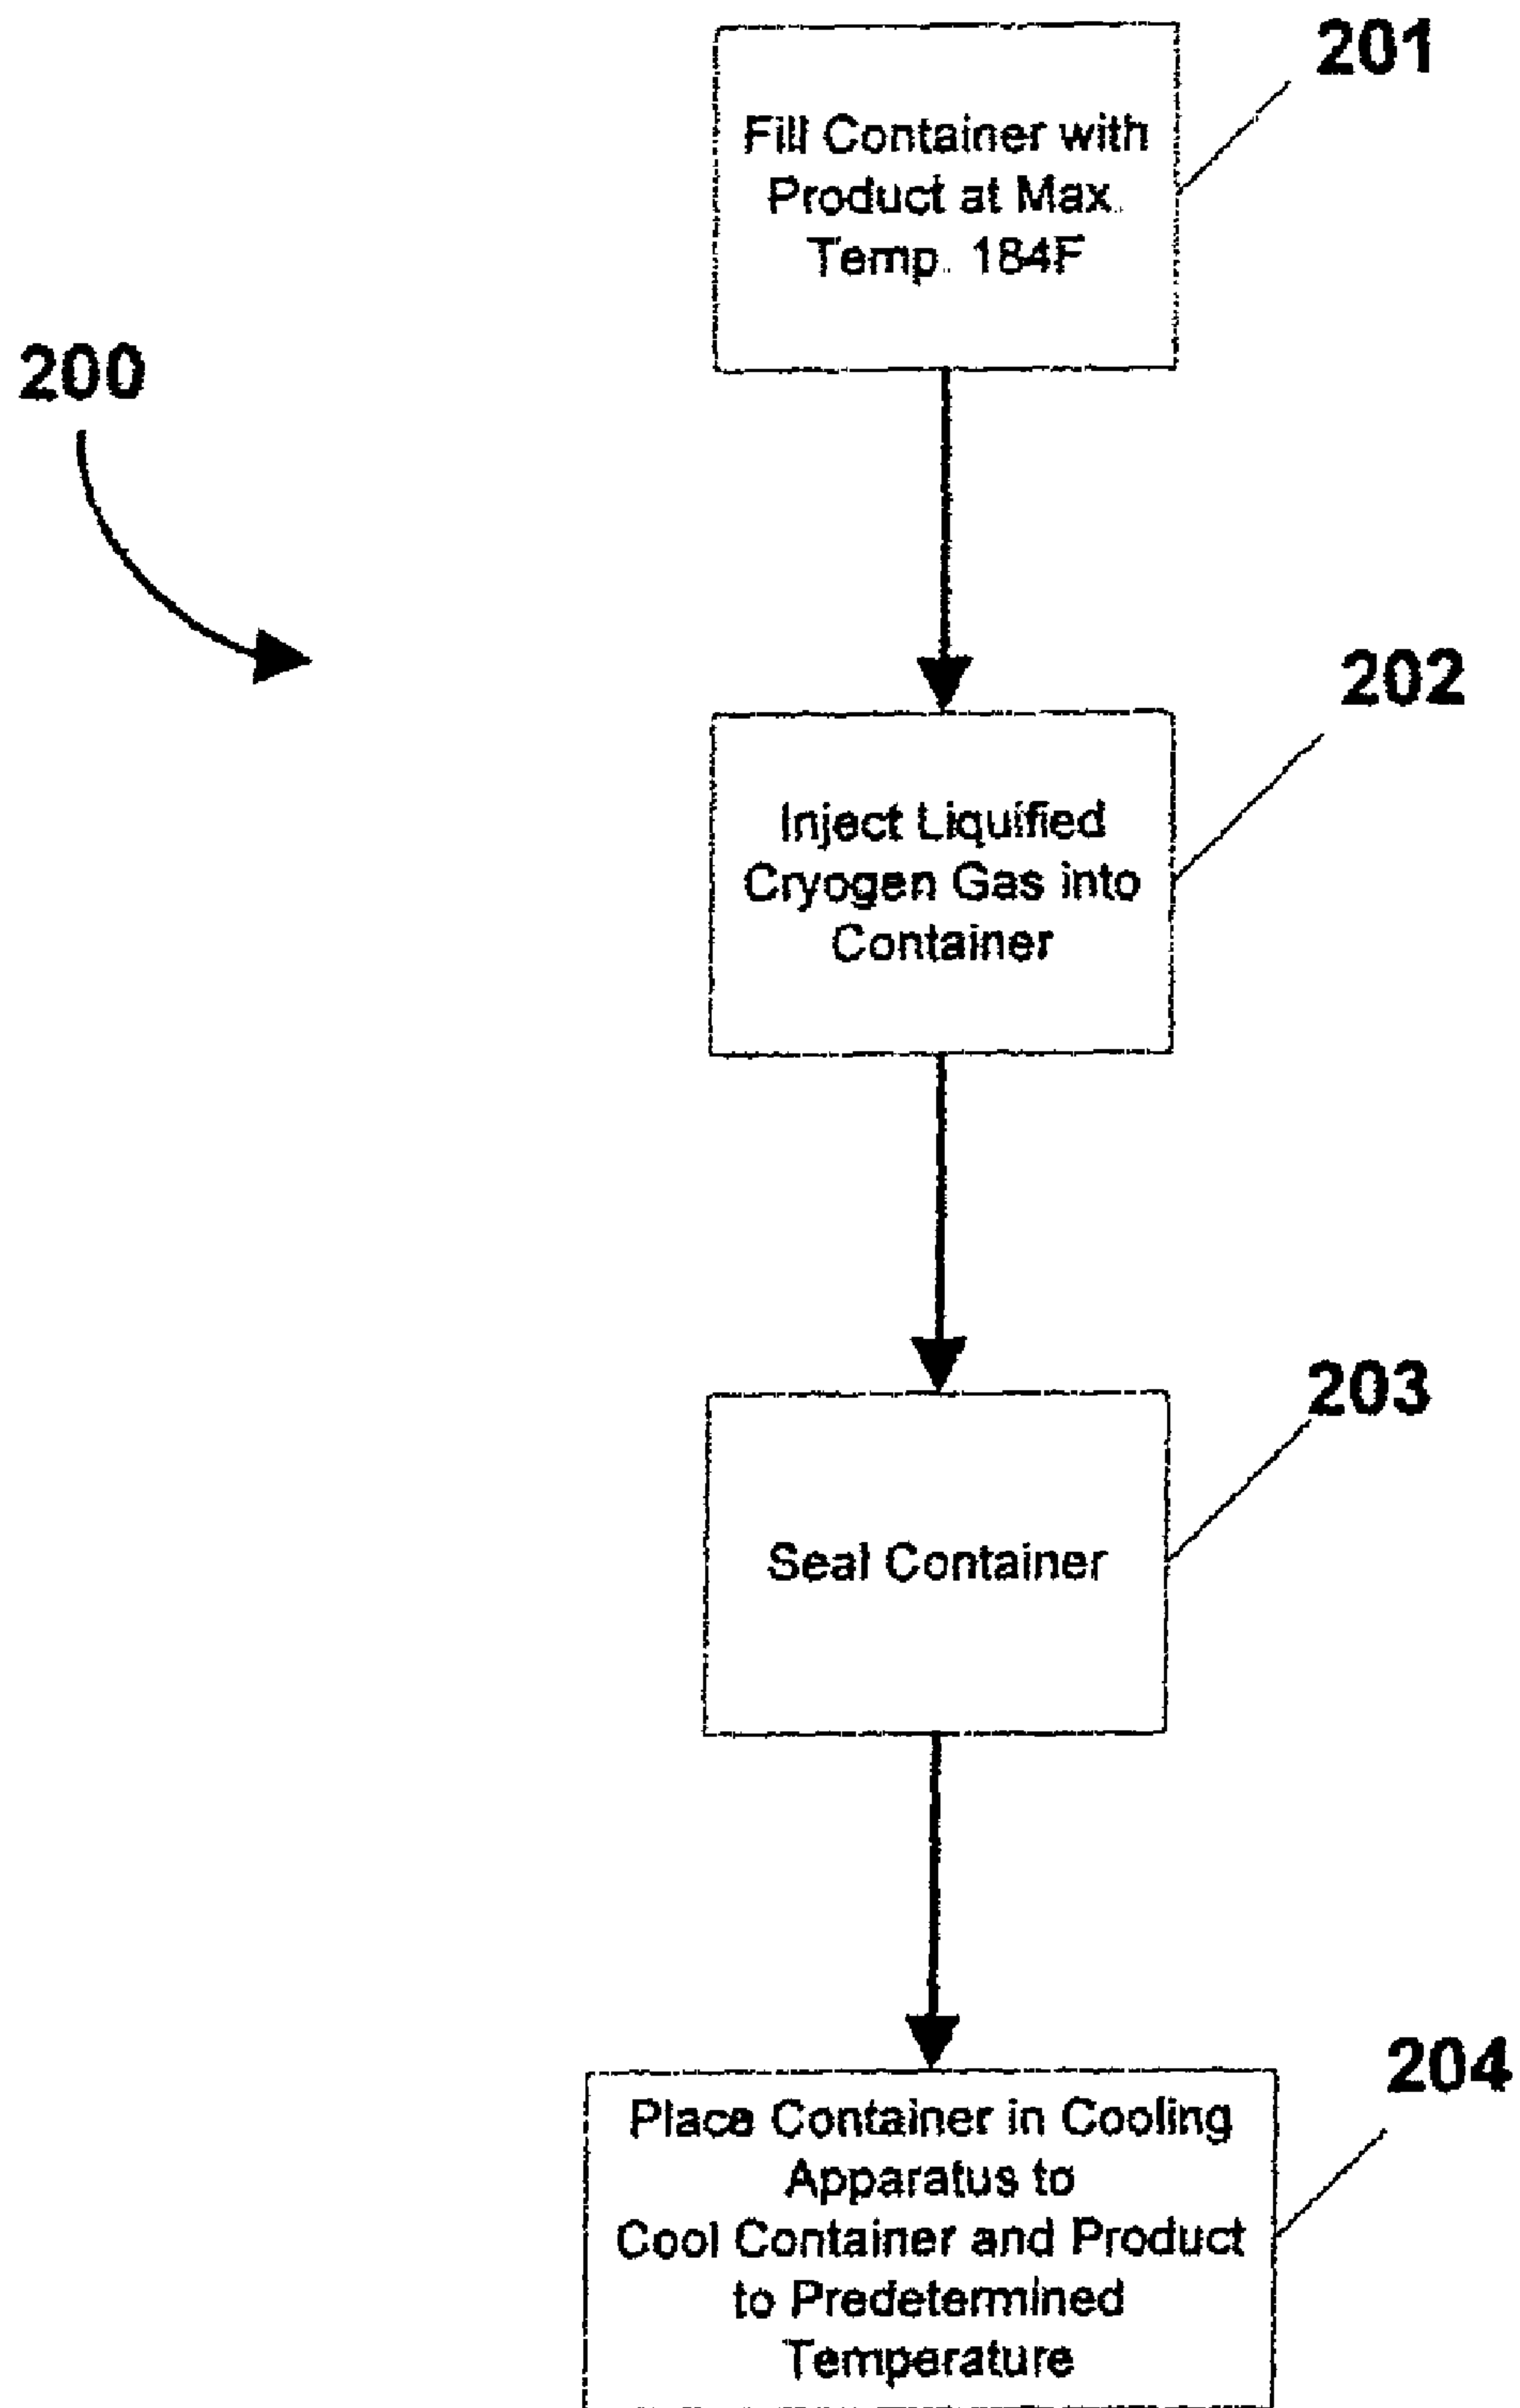 201
Fill Container with
Product at Max.
Temp. 184F
200
202
Inject Liquified
Cryogen Gas into
Container
203
Seal Container
204
Place Container in Cooling
Apparatus to
Cool Container and Product
to Predetermined
Temperature